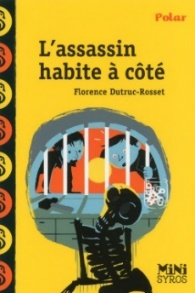 Polar
L'assassin
habite à côté
Florence Dutruc-Rosset
MiNi
SYROS